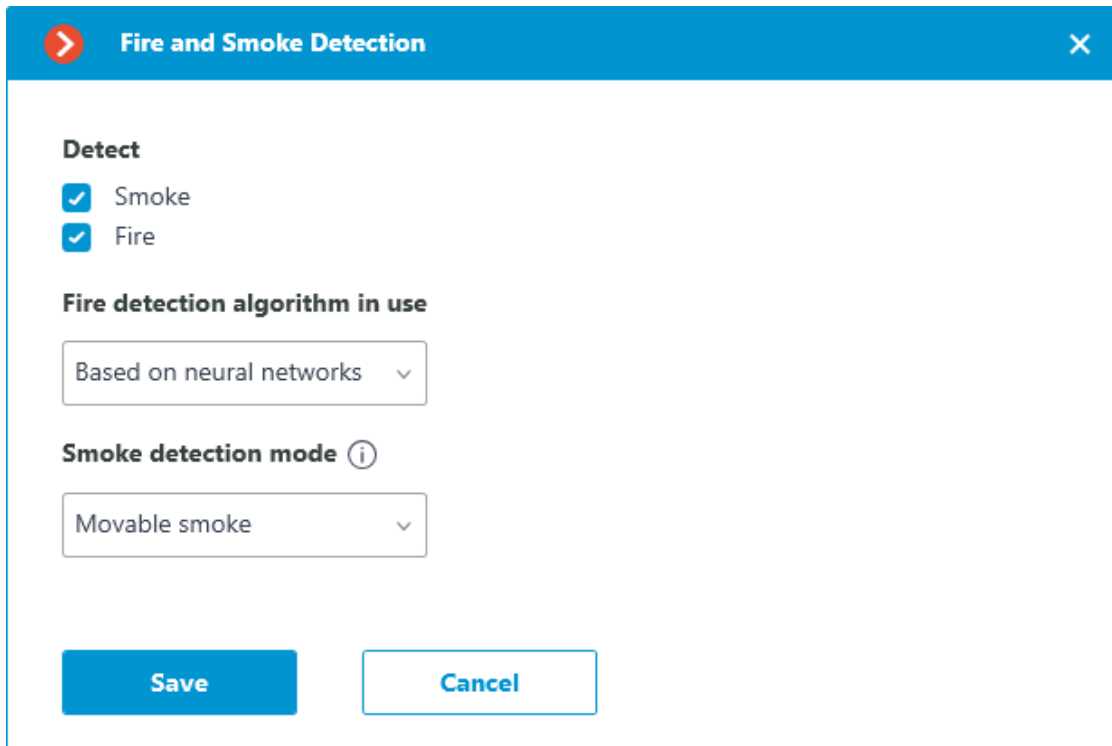 Fire and Smoke Detection
Detect
Smoke
Fire
Fire detection algorithm in use
Based on neural networks
Smoke detection mode
Movable smoke
Save Cancel